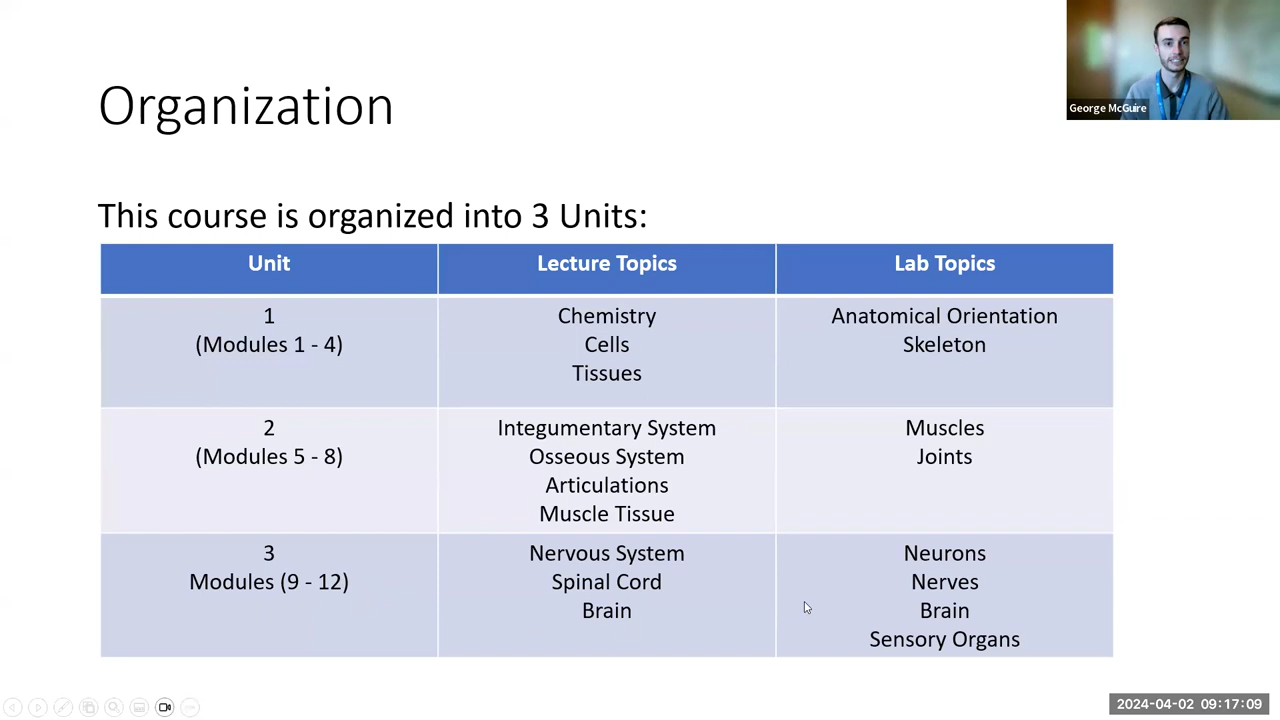 Organization
George McGuire
This course is organized into 3 Units:
Unit
Lecture Topics
Lab Topics
1
(Modules 1 - 4)
Chemistry
Cells
Tissues
Anatomical Orientation
Skeleton
2
(Modules 5 - 8)
Integumentary System
Osseous System
Articulations
Muscle Tissue
Muscles
Joints
3
Modules (9 - 12)
Nervous System
Spinal Cord
Brain
Neurons
Nerves
Brain
Sensory Organs
2024-04-02 09:17:09